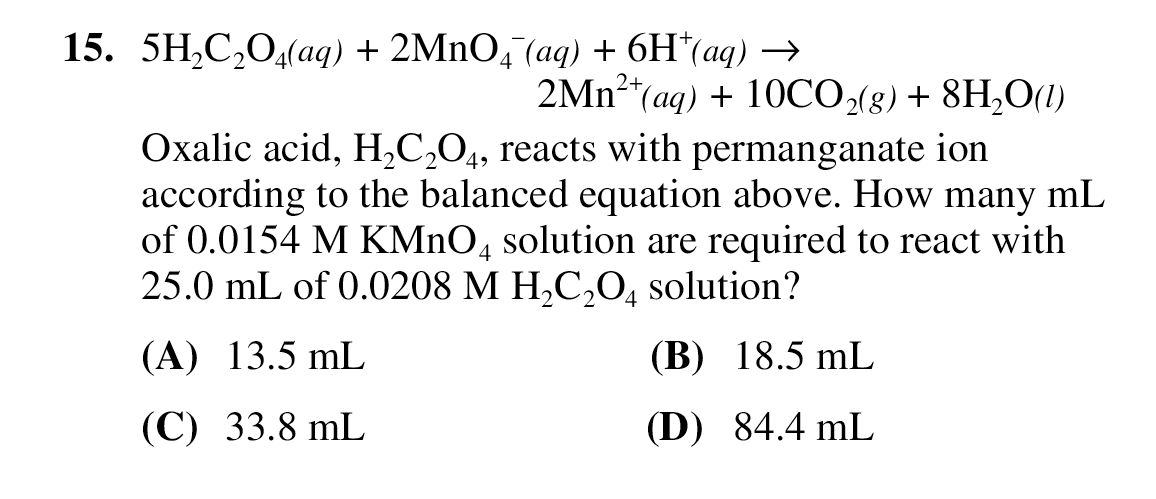 15. 5H₂C₂O₄(aq) + 2MnO₄⁻(aq) + 6H⁺(aq) →
2Mn²⁺(aq) + 10CO₂(g) + 8H₂O(l)
Oxalic acid, H₂C₂O₄, reacts with permanganate ion
according to the balanced equation above. How many mL
of 0.0154 M KMnO₄ solution are required to react with
25.0 mL of 0.0208 M H₂C₂O₄ solution?
(A) 13.5 mL (B) 18.5 mL
(C) 33.8 mL (D) 84.4 mL